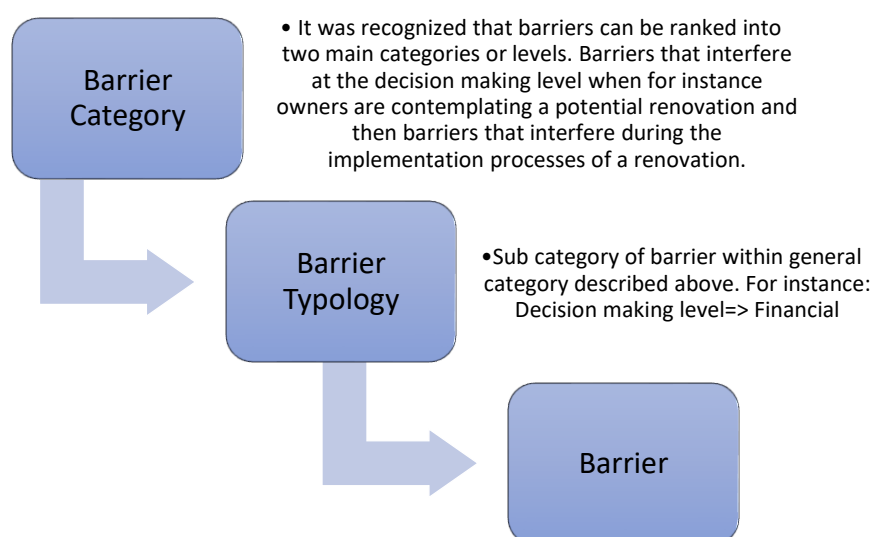 Barrier
Category
• It was recognized that barriers can be ranked into
two main categories or levels. Barriers that interfere
at the decision making level when for instance
owners are contemplating a potential renovation and
then barriers that interfere during the
implementation processes of a renovation.
Barrier
Typology
•Sub category of barrier within general
category described above. For instance:
Decision making level=> Financial
Barrier